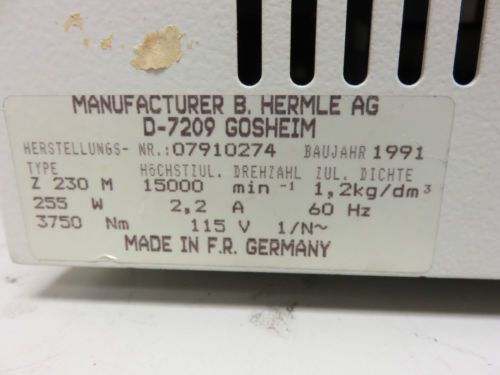 MANUFACTURER B. HERMLE AG
D-7209 GOSHEIM
HERSTELLUNGS- NR.:07910274 BAUJAHR 1991
TYPE HÖCHSTZUL. DREHZAHL ZUL. DICHTE
Z 230 M 15000 min⁻¹ 1,2kg/dm³
255 W 2,2 A 60 Hz
3750 Nm 115 V 1/N~
MADE IN F.R. GERMANY